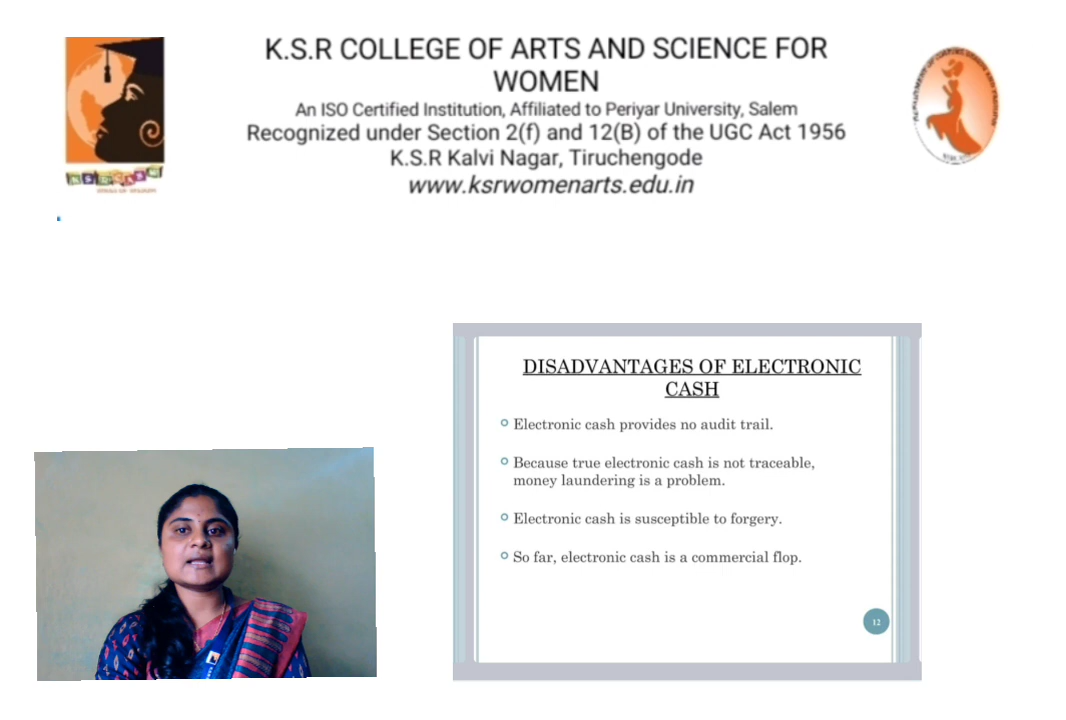 K.S.R COLLEGE OF ARTS AND SCIENCE FOR
WOMEN
An ISO Certified Institution, Affiliated to Periyar University, Salem
Recognized under Section 2(f) and 12(B) of the UGC Act 1956
K.S.R Kalvi Nagar, Tiruchengode
www.ksrwomenarts.edu.in
DISADVANTAGES OF ELECTRONIC
CASH
Electronic cash provides no audit trail.
Because true electronic cash is not traceable,
money laundering is a problem.
Electronic cash is susceptible to forgery.
So far, electronic cash is a commercial flop.
12